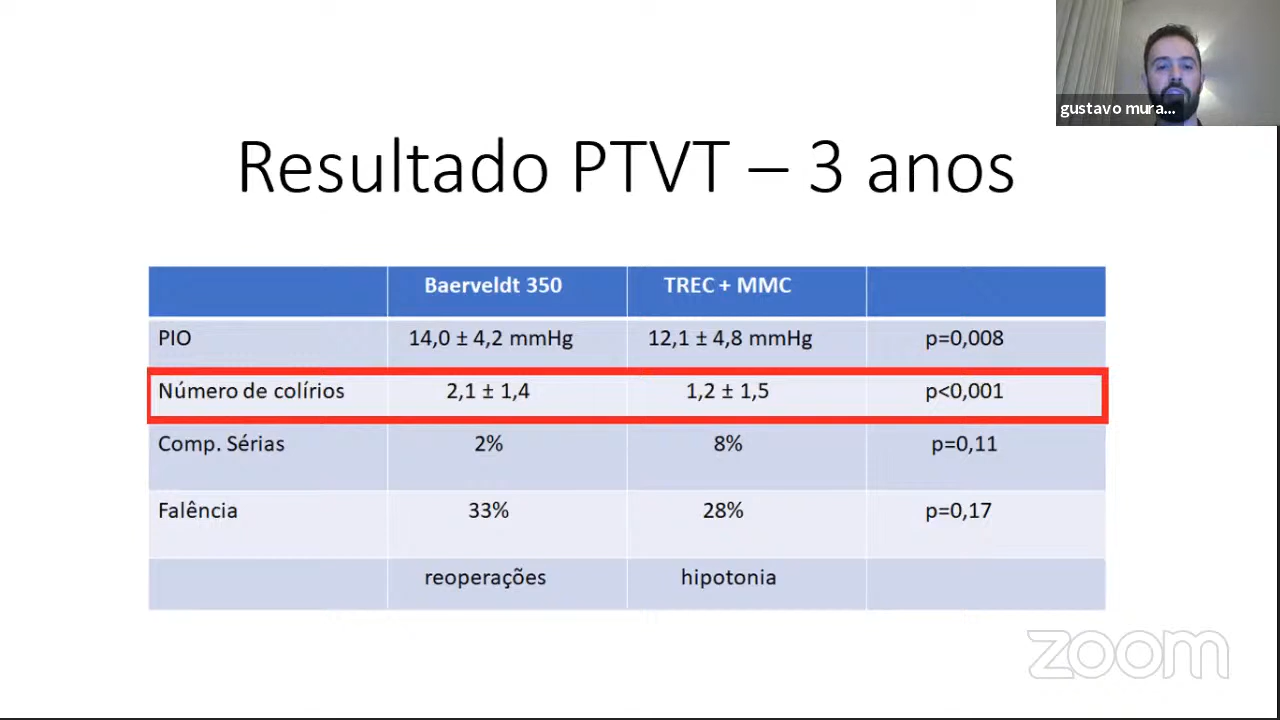 gustavo mura...
Resultado PTVT – 3 anos
Baerveldt 350 TREC + MMC
PIO 14,0 ± 4,2 mmHg 12,1 ± 4,8 mmHg p=0,008
Número de colírios 2,1 ± 1,4 1,2 ± 1,5 p<0,001
Comp. Sérias 2% 8% p=0,11
Falência 33% 28% p=0,17
reoperações hipotonia
zoom